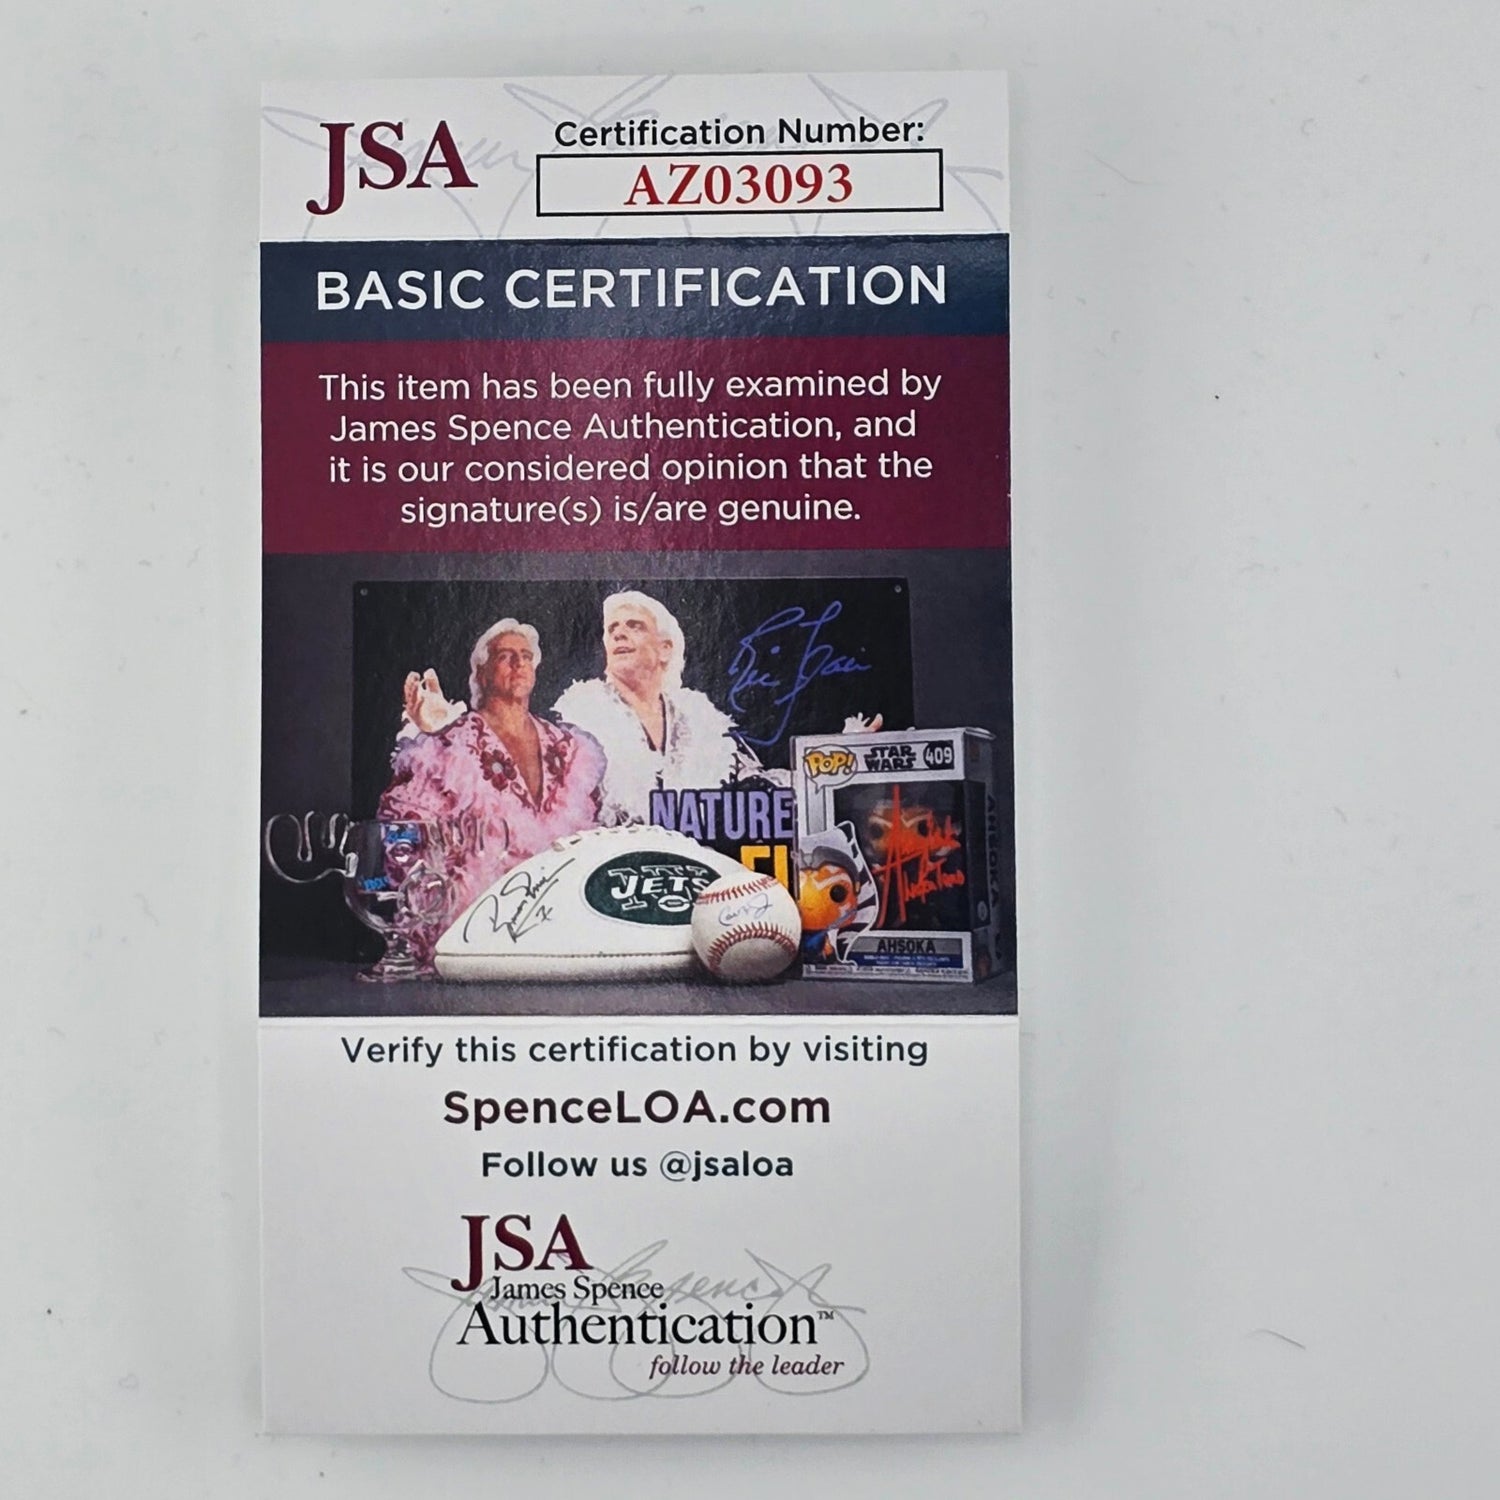 JSA
Certification Number:
AZ03093
BASIC CERTIFICATION
This item has been fully examined by
James Spence Authentication, and
it is our considered opinion that the
signature(s) is/are genuine.
NATURE
POP!
STAR
WARS
409
JETS
AHSOKA
AHSOKA
Verify this certification by visiting
SpenceLOA.com
Follow us @jsaloa
JSA
James Spence
Authentication™
follow the leader